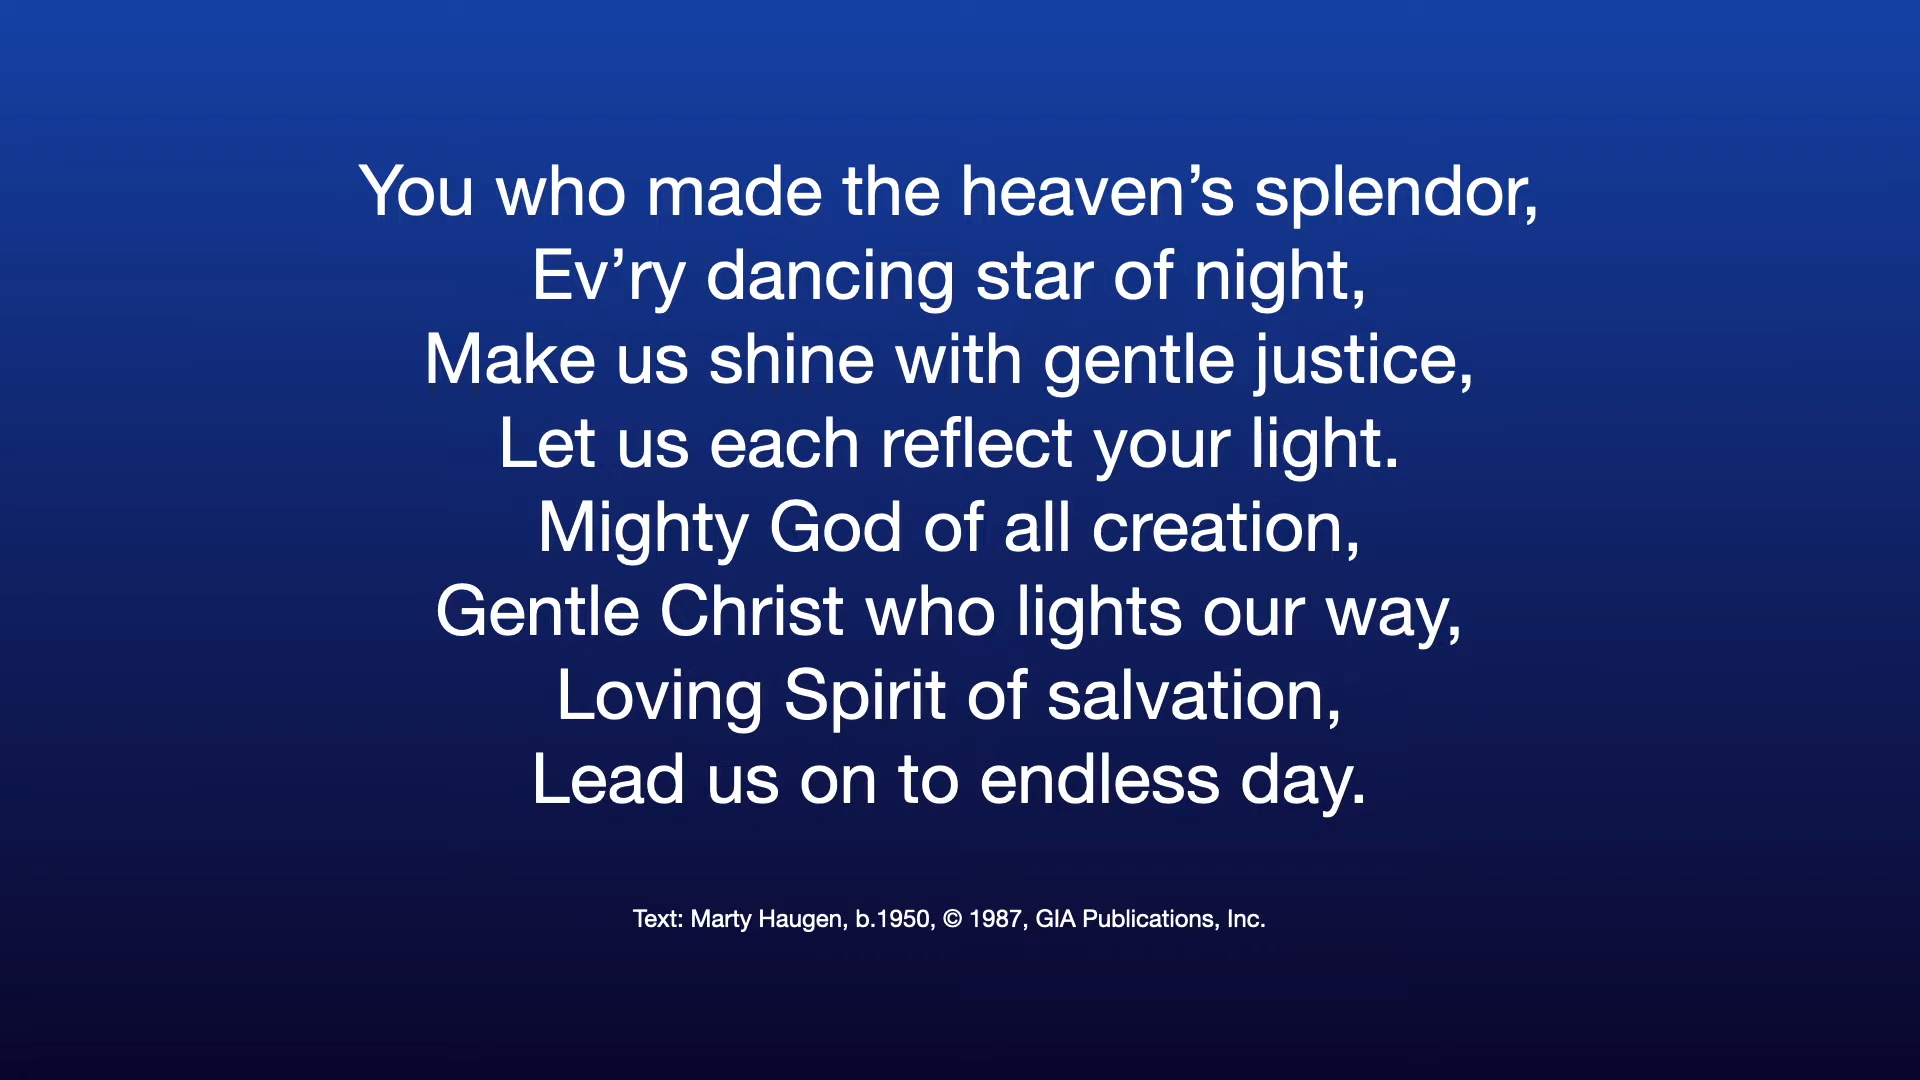 You who made the heaven’s splendor,
Ev’ry dancing star of night,
Make us shine with gentle justice,
Let us each reflect your light.
Mighty God of all creation,
Gentle Christ who lights our way,
Loving Spirit of salvation,
Lead us on to endless day.
Text: Marty Haugen, b.1950, © 1987, GIA Publications, Inc.